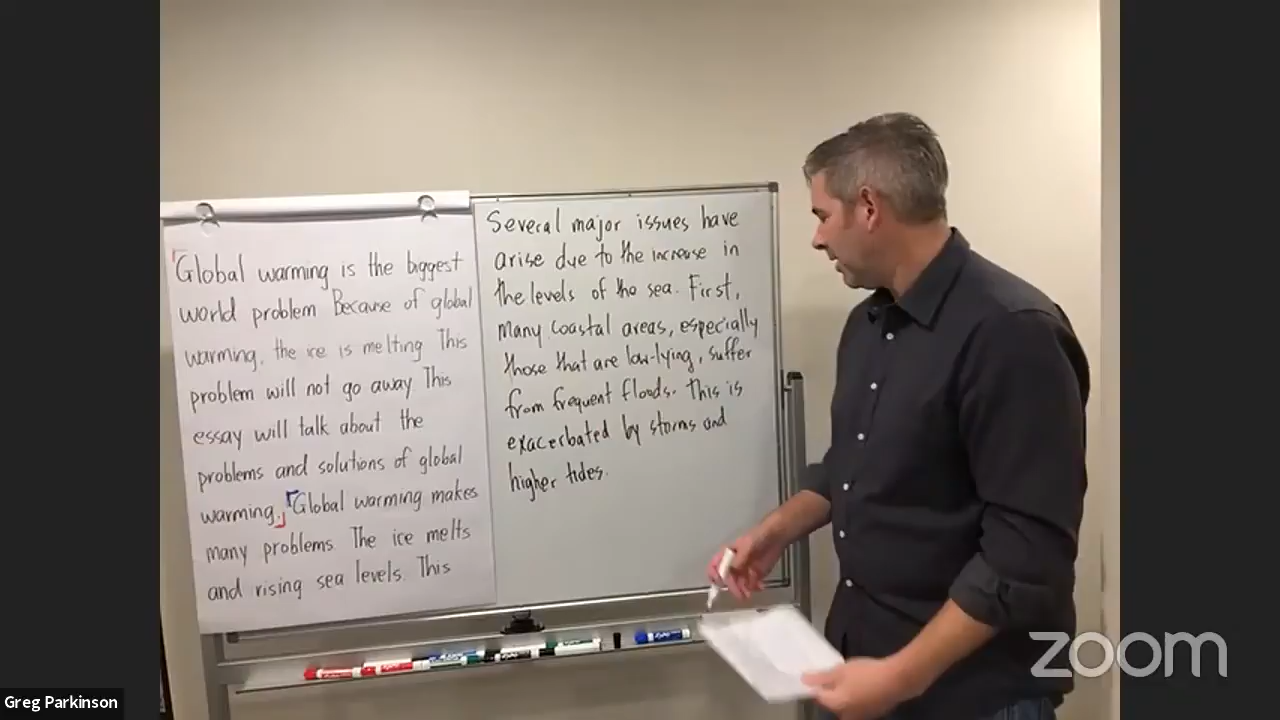 Global warming is the biggest
world problem Because of global
warming, the ice is melting This
problem will not go away. This
essay will talk about the
problems and solutions of global
warming. Global warming makes
many problems. The ice melts
and rising sea levels. This
Several major issues have
arise due to the increase in
the levels of the sea. First,
many coastal areas, especially
those that are low-lying, suffer
from frequent floods. This is
exacerbated by storms and
higher tides.
zoom
Greg Parkinson